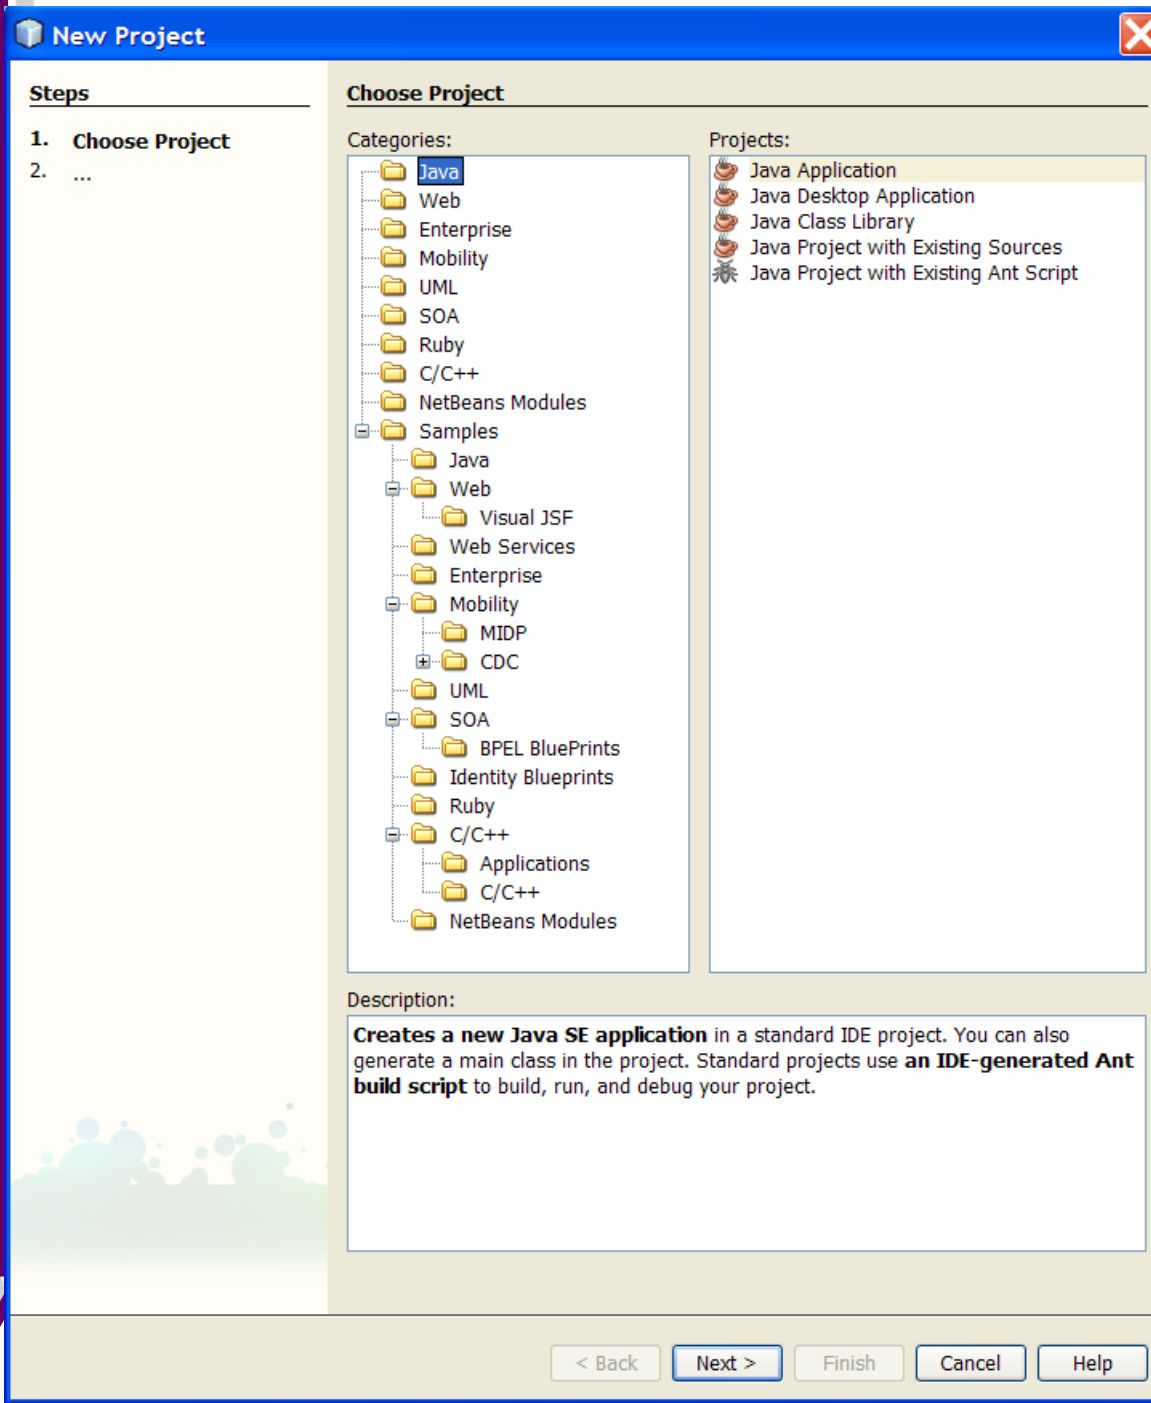 New Project
Steps
1. Choose Project
2. ...
Choose Project
Categories:
Java
Web
Enterprise
Mobility
UML
SOA
Ruby
C/C++
NetBeans Modules
Samples
Java
Web
Visual JSF
Web Services
Enterprise
Mobility
MIDP
CDC
UML
SOA
BPEL BluePrints
Identity Blueprints
Ruby
C/C++
Applications
C/C++
NetBeans Modules
Projects:
Java Application
Java Desktop Application
Java Class Library
Java Project with Existing Sources
Java Project with Existing Ant Script
Description:
Creates a new Java SE application in a standard IDE project. You can also
generate a main class in the project. Standard projects use an IDE-generated Ant
build script to build, run, and debug your project.
< Back
Next >
Finish
Cancel
Help